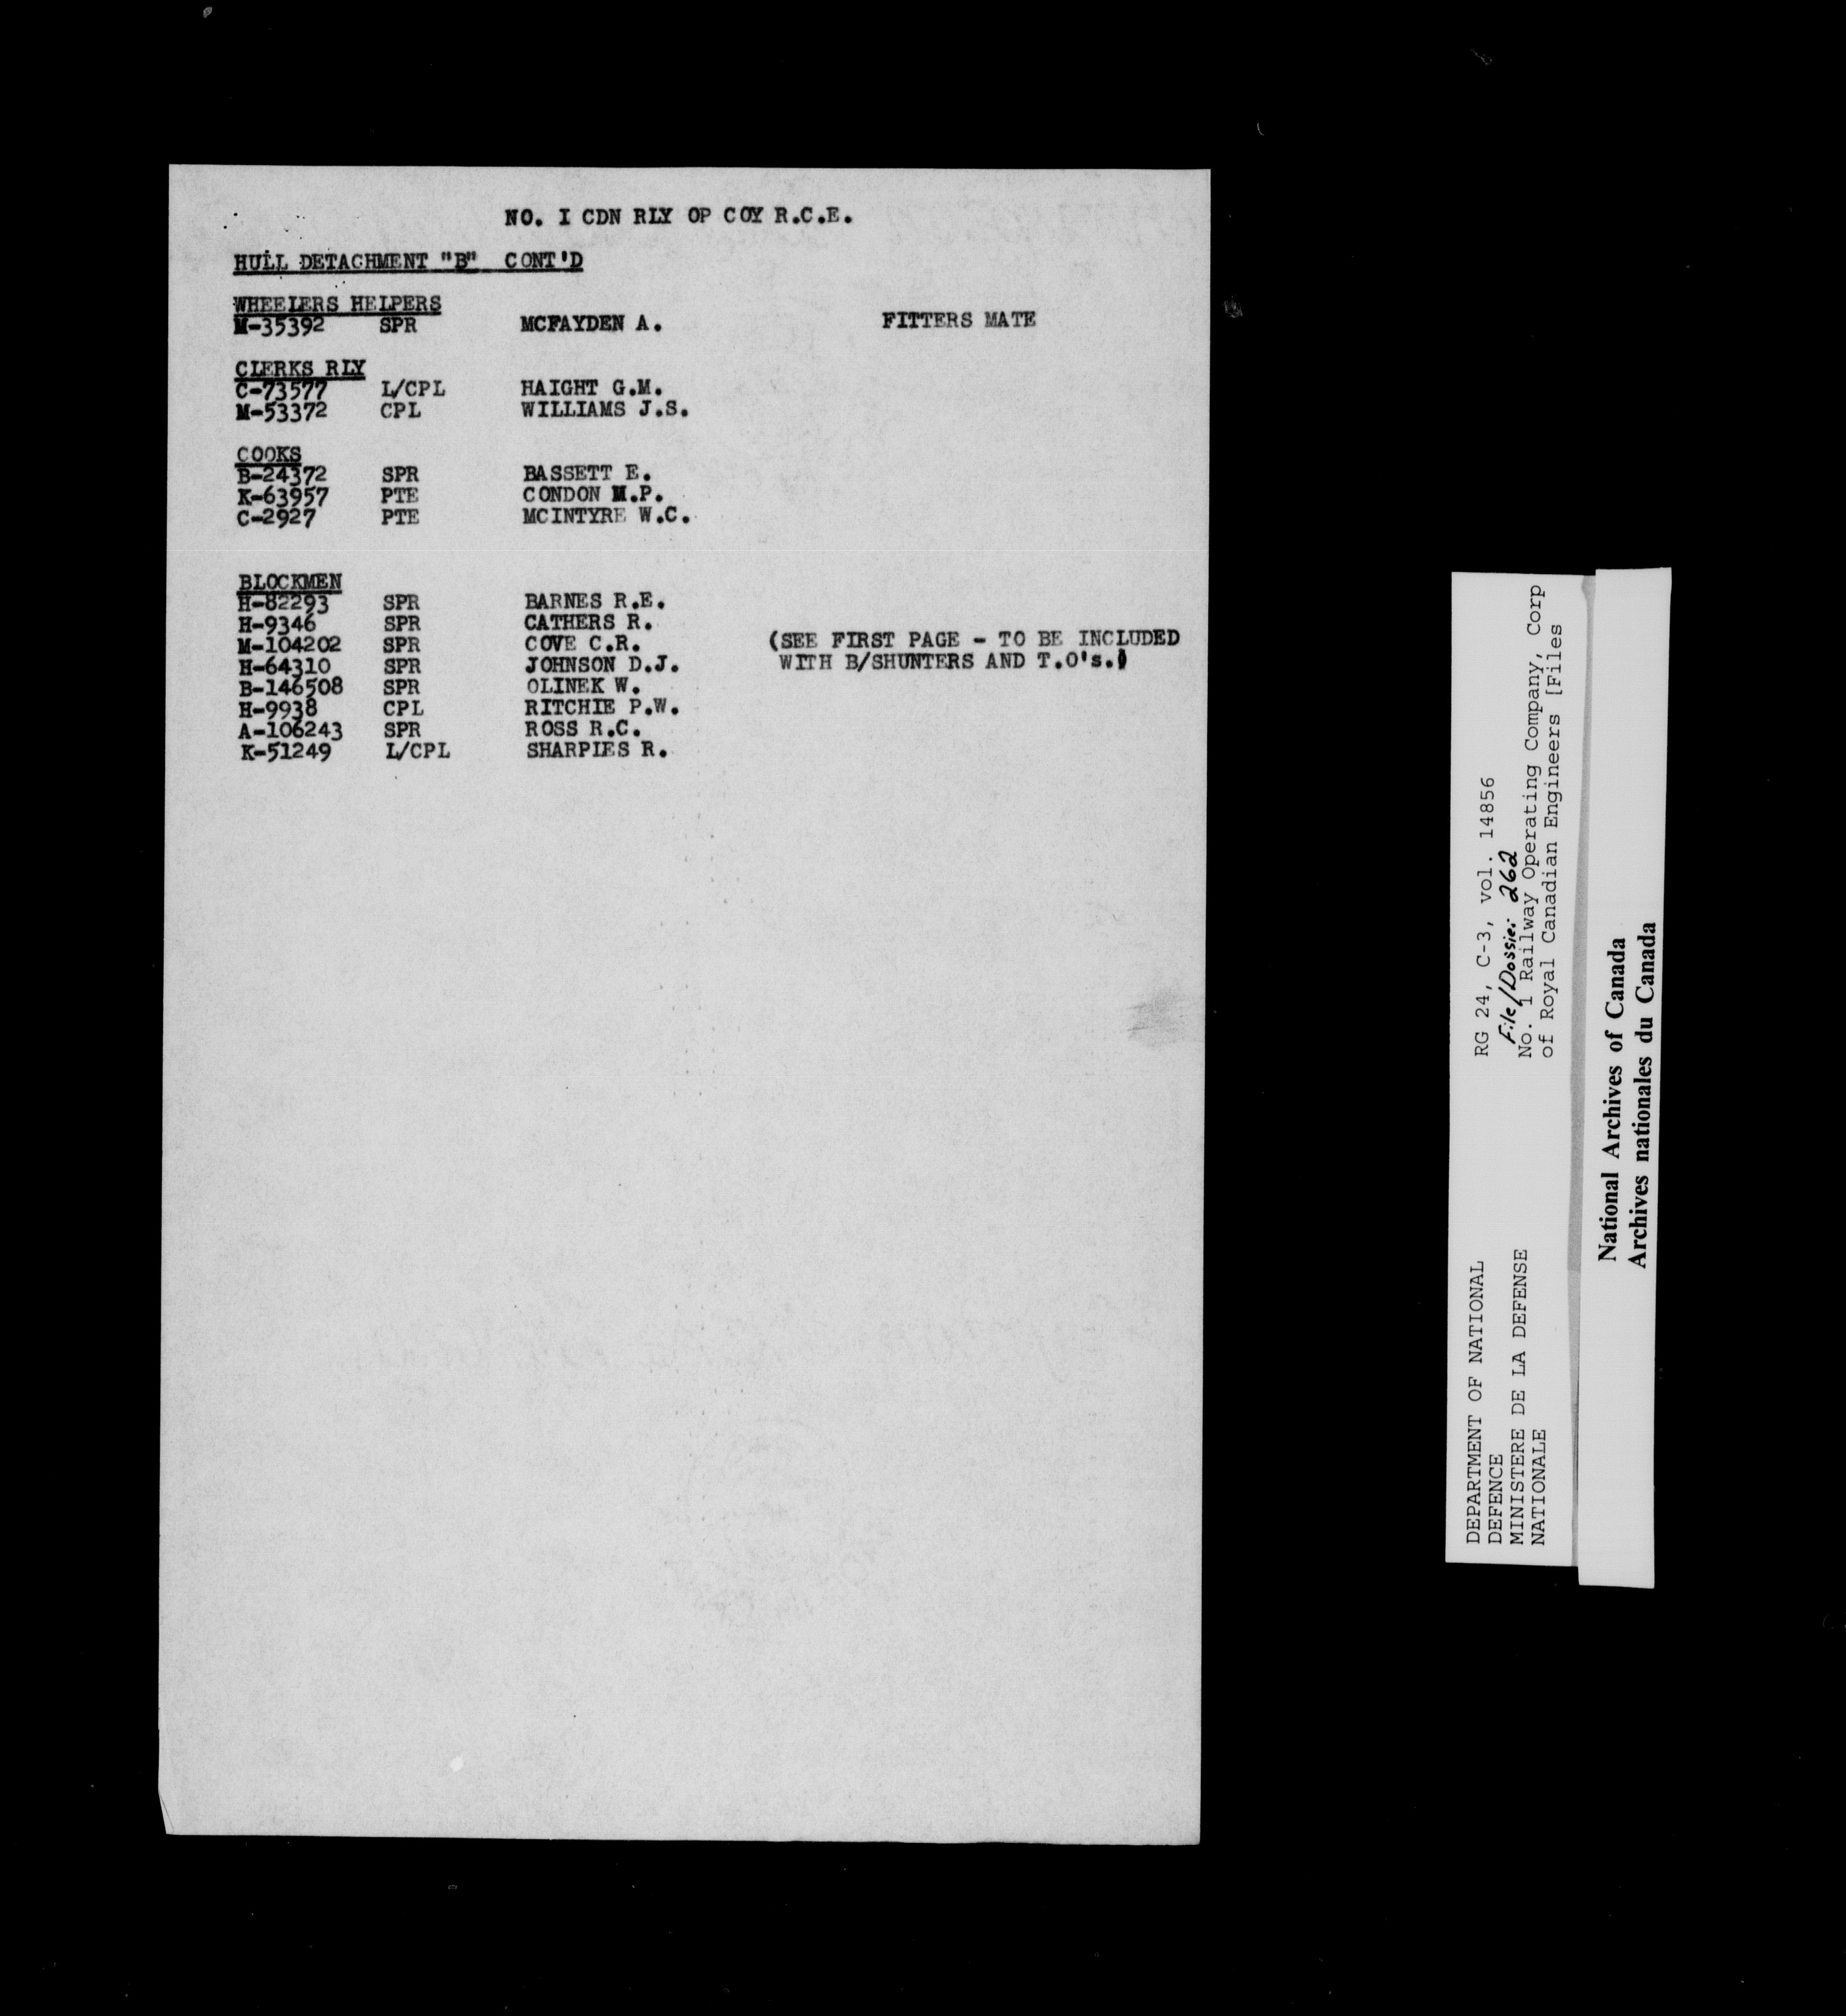 NO. I CDN RLY OP COY R.C.E.
HULL DETACHMENT "B" CONT'D
WHEELERS HELPERS
M-35392 SPR MCFAYDEN A. FITTERS MATE
CLERKS RLY
C-73577 L/CPL HAIGHT G.M.
M-53372 CPL WILLIAMS J.S.
COOKS
B-24372 SPR BASSETT E.
K-63957 PTE CONDON M.P.
C-2927 PTE MCINTYRE W.C.
BLOCKMEN
H-82293 SPR BARNES R.E.
H-9346 SPR CATHERS R.
M-104202 SPR COVE C.R. (SEE FIRST PAGE - TO BE INCLUDED
H-64310 SPR JOHNSON D.J. WITH B/SHUNTERS AND T.O's.)
B-146508 SPR OLINEK W.
H-9938 CPL RITCHIE P.W.
A-106243 SPR ROSS R.C.
K-51249 L/CPL SHARPLES R.
DEPARTMENT OF NATIONAL
DEFENCE
MINISTERE DE LA DEFENSE
NATIONALE
RG 24, C-3, vol. 14856
File/Dossier 262
No. 1 Railway Operating Company, Corp
of Royal Canadian Engineers [Files
National Archives of Canada
Archives nationales du Canada